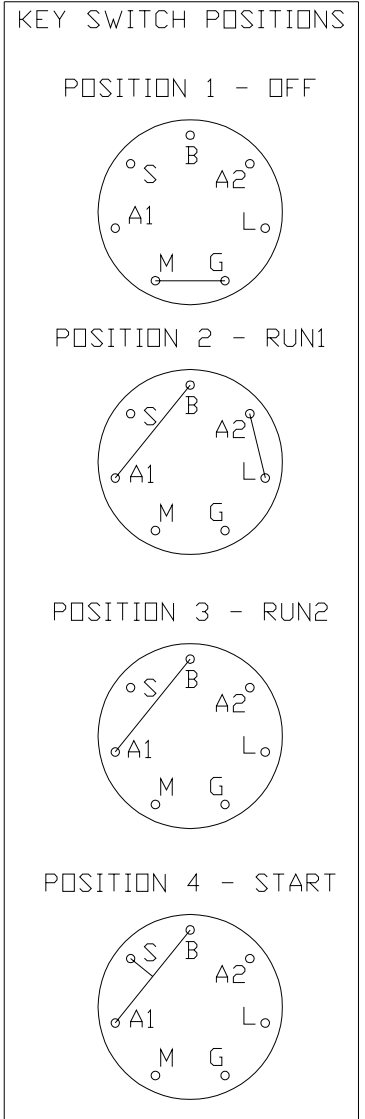 KEY SWITCH POSITIONS
POSITION 1 - OFF
B
S A2
A1 L
M G
POSITION 2 - RUN1
B
S A2
A1 L
M G
POSITION 3 - RUN2
B
S A2
A1 L
M G
POSITION 4 - START
B
S A2
A1 L
M G